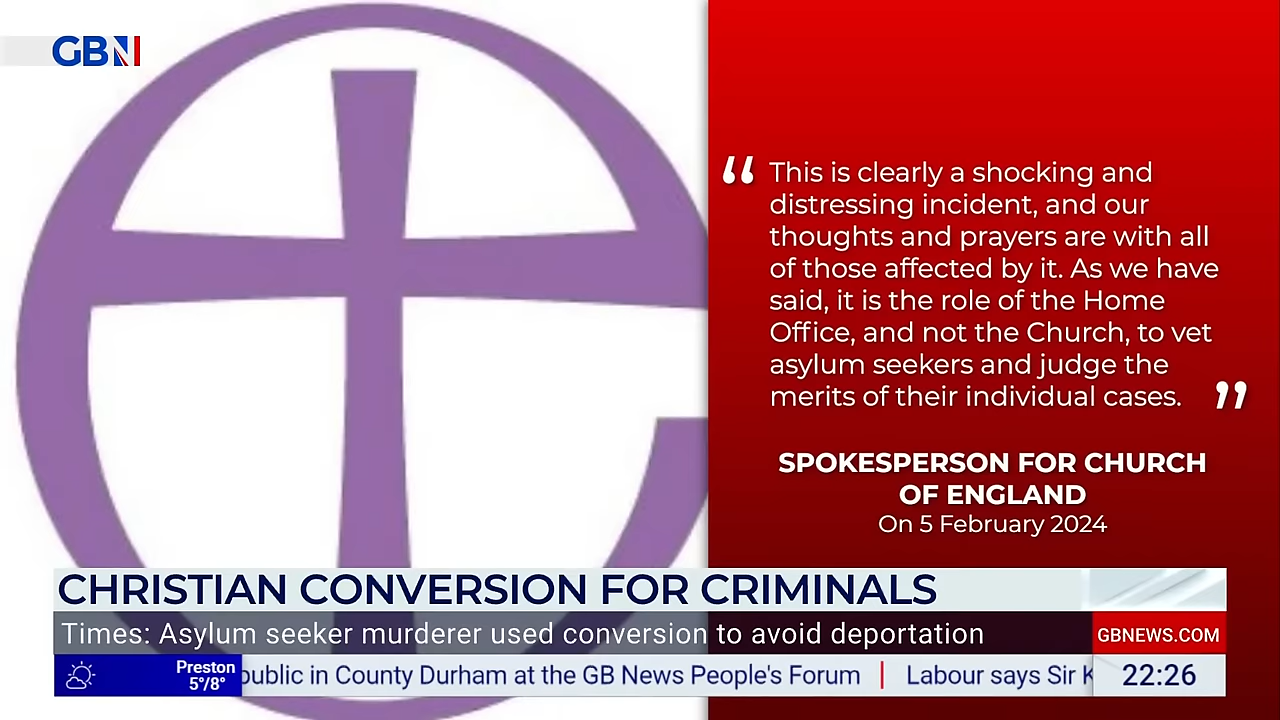 GBN
“ This is clearly a shocking and
distressing incident, and our
thoughts and prayers are with all
of those affected by it. As we have
said, it is the role of the Home
Office, and not the Church, to vet
asylum seekers and judge the
merits of their individual cases. ”
SPOKESPERSON FOR CHURCH
OF ENGLAND
On 5 February 2024
CHRISTIAN CONVERSION FOR CRIMINALS
Times: Asylum seeker murderer used conversion to avoid deportation
GBNEWS.COM
Preston
5°/8°
public in County Durham at the GB News People's Forum | Labour says Sir K
22:26